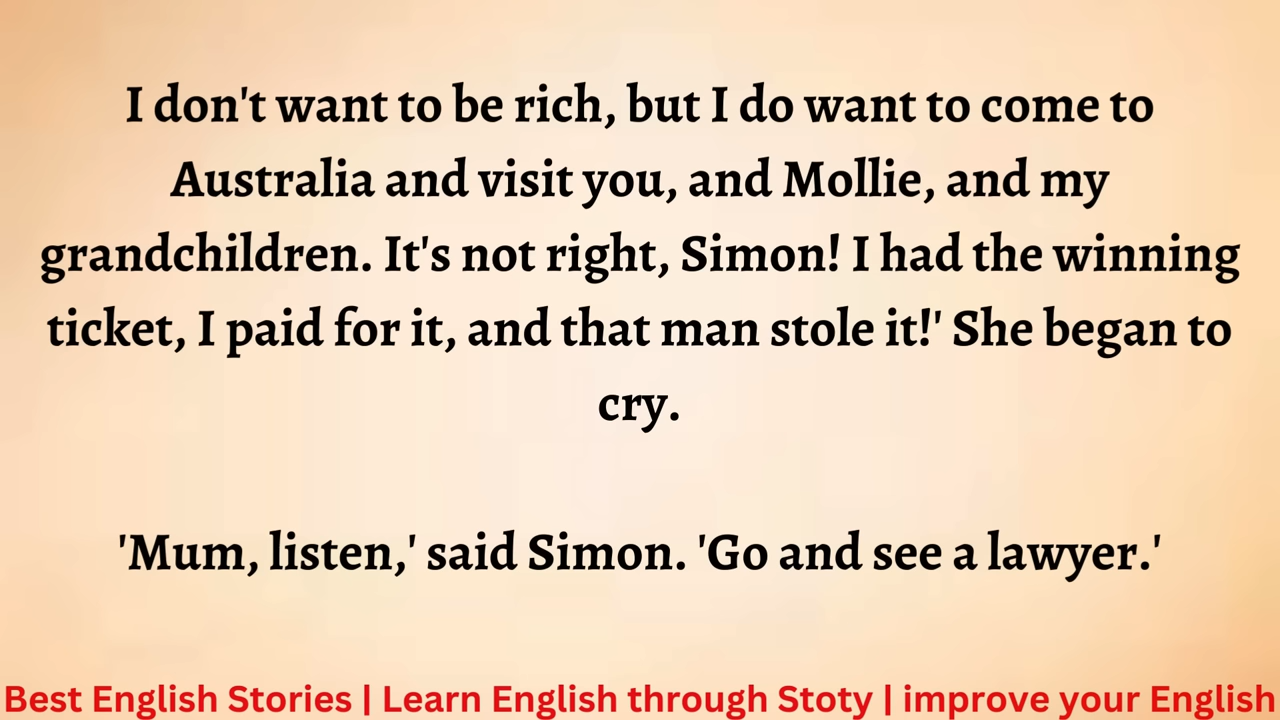 I don't want to be rich, but I do want to come to
Australia and visit you, and Mollie, and my
grandchildren. It's not right, Simon! I had the winning
ticket, I paid for it, and that man stole it!' She began to
cry.
'Mum, listen,' said Simon. 'Go and see a lawyer.'
Best English Stories | Learn English through Stoty | improve your English